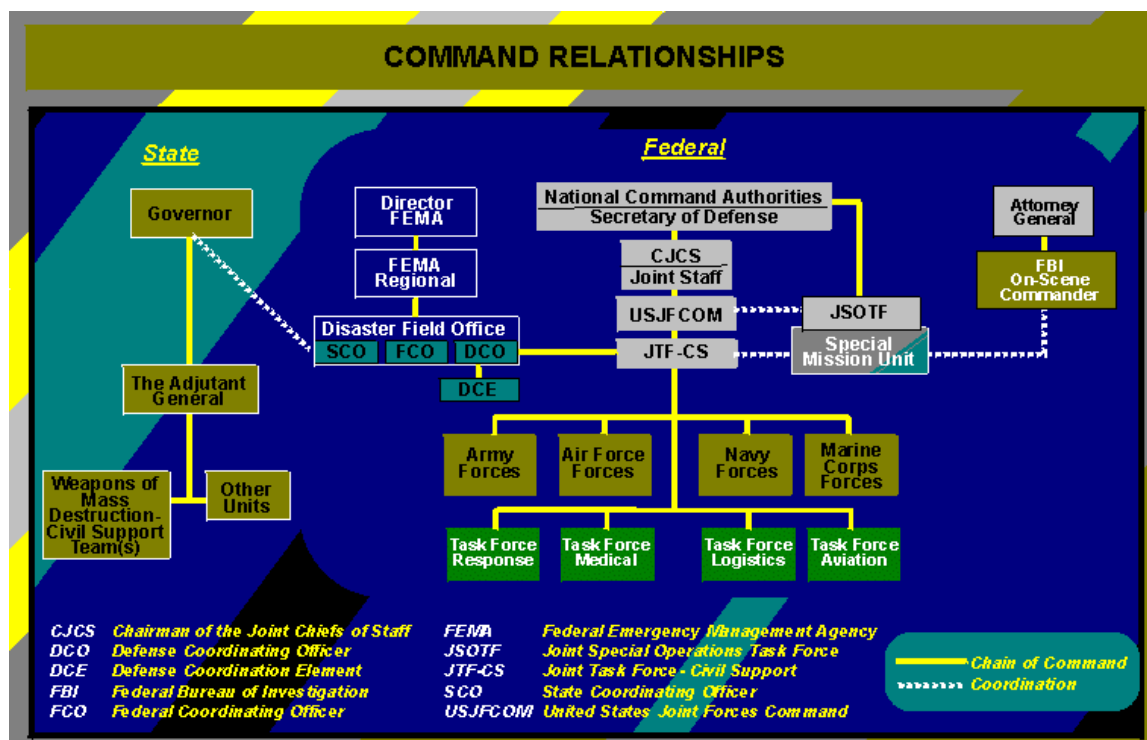 COMMAND RELATIONSHIPS
State
Federal
Governor
Director
FEMA
National Command Authorities
Secretary of Defense
Attorney
General
FEMA
Regional
CJCS
Joint Staff
FBI
On-Scene
Commander
USJFCOM
JSOTF
Disaster Field Office
SCO FCO DCO
JTF-CS
Special
Mission Unit
DCE
The Adjutant
General
Army
Forces
Air Force
Forces
Navy
Forces
Marine
Corps
Forces
Weapons of
Mass
Destruction-
Civil Support
Team(s)
Other
Units
Task Force
Response
Task Force
Medical
Task Force
Logistics
Task Force
Aviation
CJCS Chairman of the Joint Chiefs of Staff
DCO Defense Coordinating Officer
DCE Defense Coordination Element
FBI Federal Bureau of Investigation
FCO Federal Coordinating Officer
FEMA Federal Emergency Management Agency
JSOTF Joint Special Operations Task Force
JTF-CS Joint Task Force - Civil Support
SCO State Coordinating Officer
USJFCOM United States Joint Forces Command
Chain of Command
Coordination